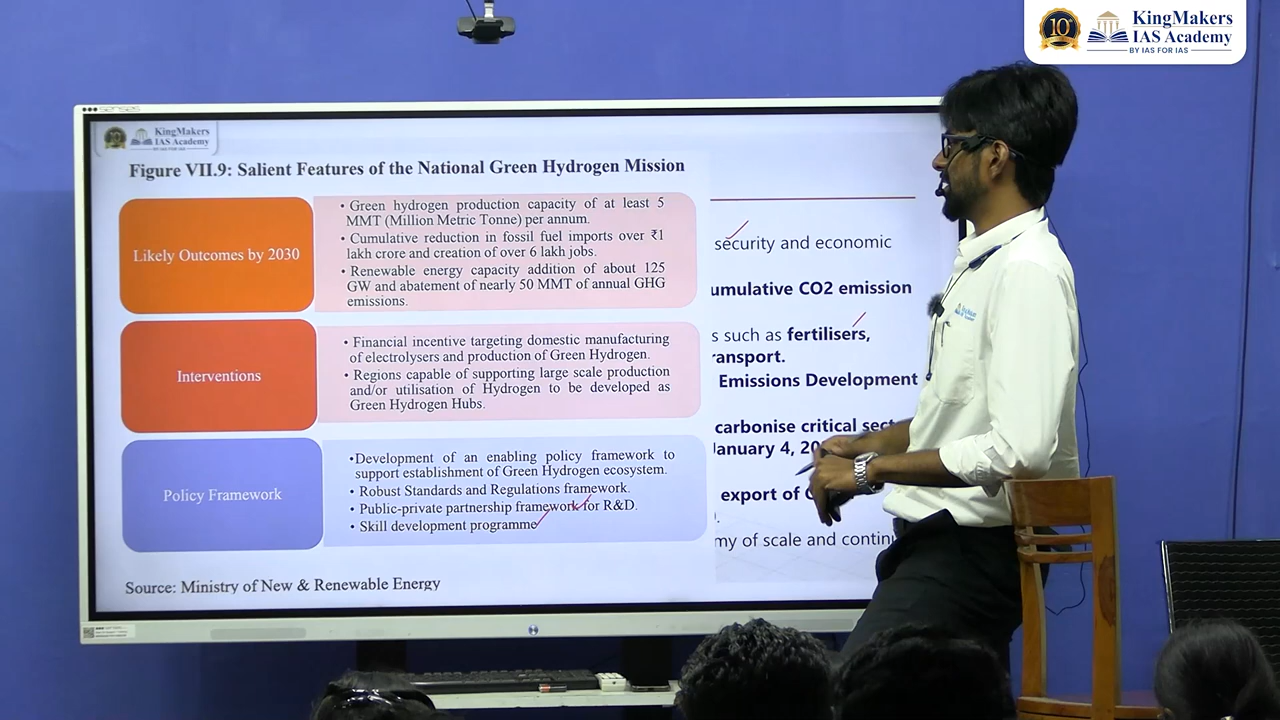 10
KingMakers
IAS Academy
BY IAS FOR IAS
KingMakers
IAS Academy
BY IAS FOR IAS
Figure VII.9: Salient Features of the National Green Hydrogen Mission
Likely Outcomes by 2030
• Green hydrogen production capacity of at least 5
MMT (Million Metric Tonne) per annum.
• Cumulative reduction in fossil fuel imports over ₹1
lakh crore and creation of over 6 lakh jobs.
• Renewable energy capacity addition of about 125
GW and abatement of nearly 50 MMT of annual GHG
emissions.
Interventions
• Financial incentive targeting domestic manufacturing
of electrolysers and production of Green Hydrogen.
• Regions capable of supporting large scale production
and/or utilisation of Hydrogen to be developed as
Green Hydrogen Hubs.
Policy Framework
•Development of an enabling policy framework to
support establishment of Green Hydrogen ecosystem.
• Robust Standards and Regulations framework.
• Public-private partnership framework for R&D.
• Skill development programme
Source: Ministry of New & Renewable Energy
security and economic
umulative CO2 emission
s such as fertilisers,
ransport.
Emissions Development
carbonise critical sect
January 4, 20
export of
my of scale and continu